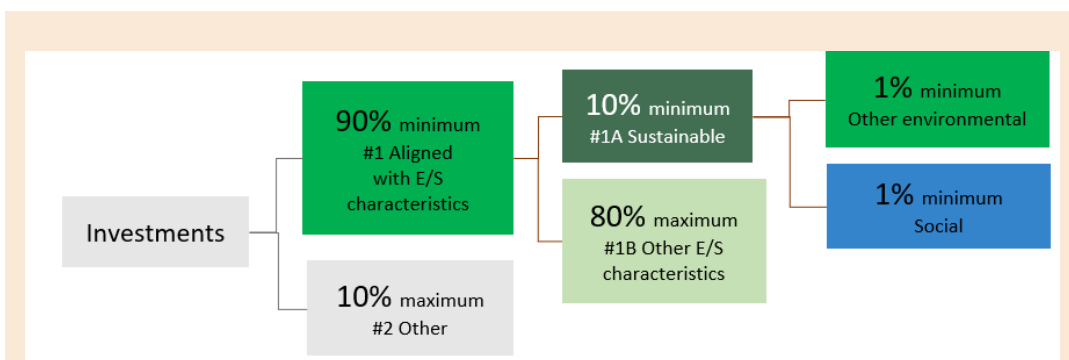 Investments
90% minimum
#1 Aligned
with E/S
characteristics
10% maximum
#2 Other
10% minimum
#1A Sustainable
80% maximum
#1B Other E/S
characteristics
1% minimum
Other environmental
1% minimum
Social